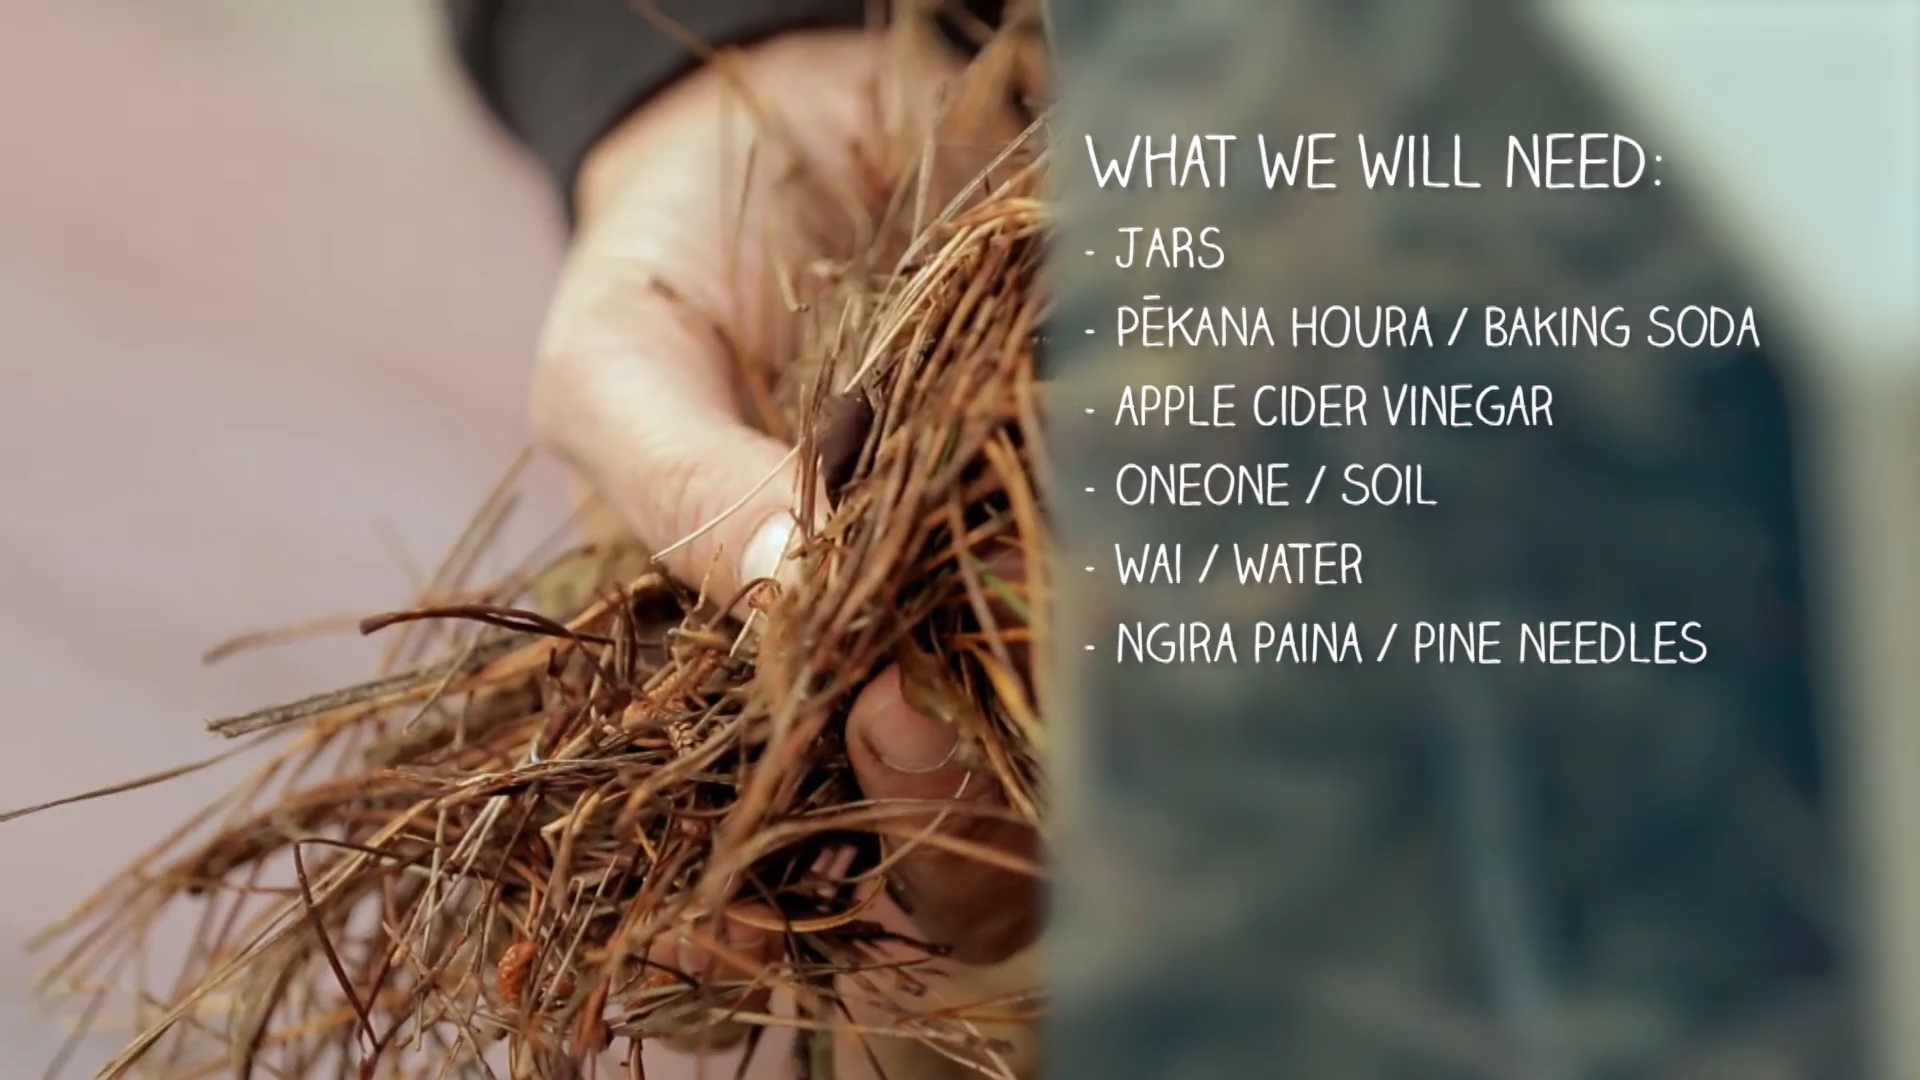 WHAT WE WILL NEED:
- JARS
- PĒKANA HOURA / BAKING SODA
- APPLE CIDER VINEGAR
- ONEONE / SOIL
- WAI / WATER
- NGIRA PAINA / PINE NEEDLES